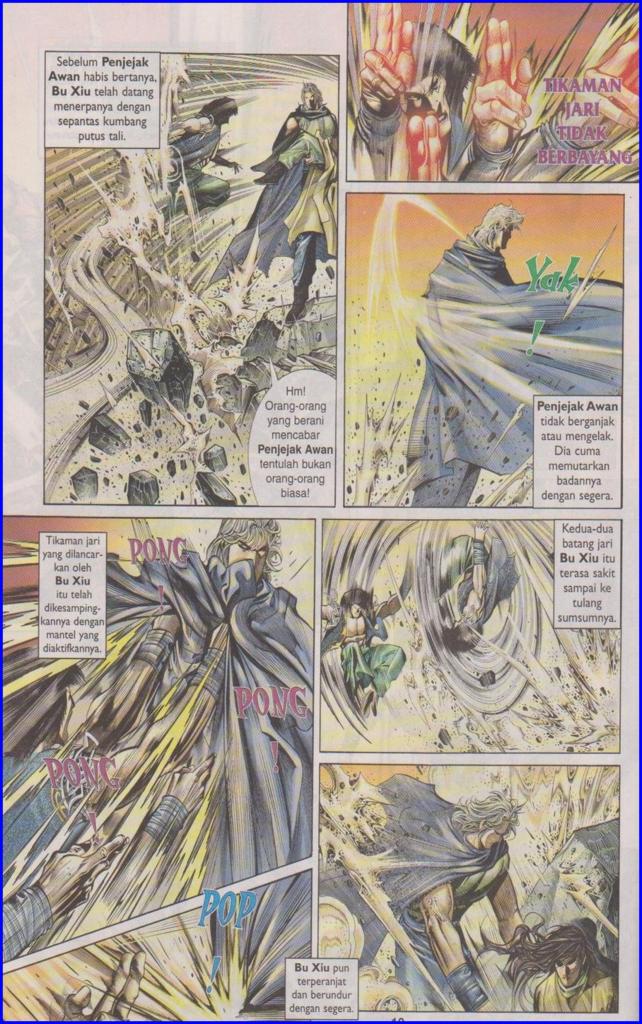 Sebelum Penjejak
Awan habis bertanya,
Bu Xiu telah datang
menerpanya dengan
sepantas kumbang
putus tali.
Hm!
Orang-orang
yang berani
mencabar
Penjejak Awan
tentulah bukan
orang-orang
biasa!
TIKAMAN
JARI
TIDAK
BERBAYANG
Yak
!
Penjejak Awan
tidak berganjak
atau mengelak.
Dia cuma
memutarkan
badannya
dengan segera.
Tikaman jari
yang dilancar-
kan oleh
Bu Xiu
itu telah
dikesamping-
kannya dengan
mantel yang
diaktifkannya.
PONG
!
PONG
!
PONG
!
Kedua-dua
batang jari
Bu Xiu itu
terasa sakit
sampai ke
tulang
sumsumnya.
POP
!
Bu Xiu pun
terperanjat
dan berundur
dengan segera.